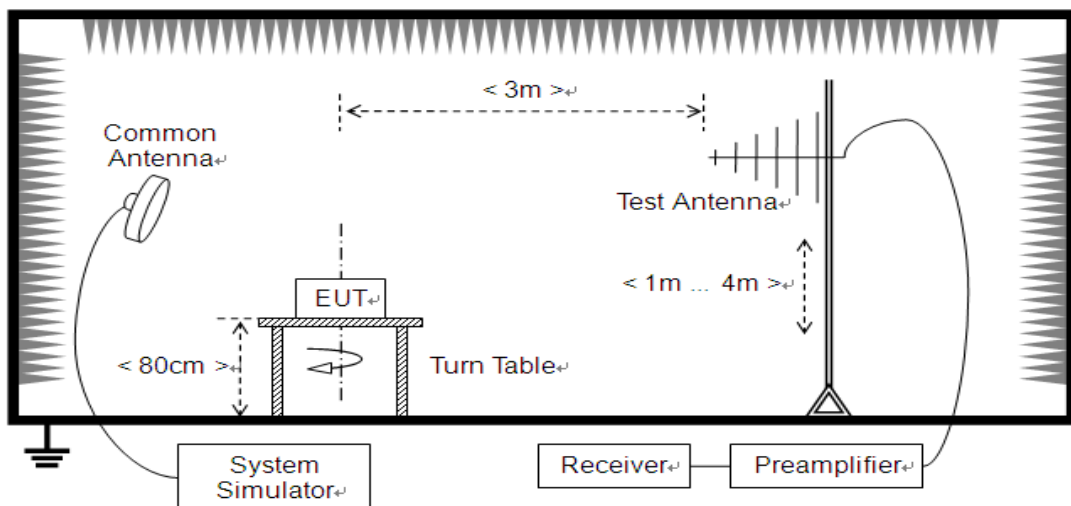 < 3m >↵
Common
Antenna↵
Test Antenna↵
< 1m ... 4m >↵
EUT↵
< 80cm >↵
Turn Table↵
System
Simulator↵
Receiver↵
Preamplifier↵